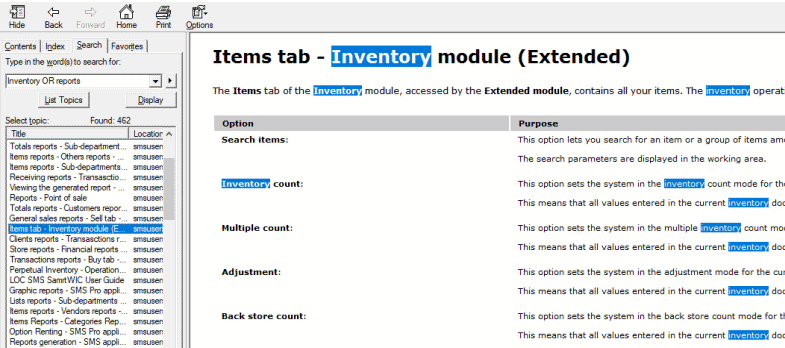 Hide Back Forward Home Print Options
Contents Index Search Favorites
Type in the word(s) to search for:
Inventory OR reports
List Topics Display
Select topic: Found: 462
Title Location
Totals reports - Sub-department... smsusen
Items reports - Others reports - ... smsusen
Items reports - Sub-departments... smsusen
Receiving reports - Transasctio... smsusen
Viewing the generated report - ... smsusen
Reports - Point of sale smsusen
Totals reports - Customers repor... smsusen
General sales reports - Sell tab -... smsusen
Items tab - Inventory module (E... smsusen
Clients reports - Transasctions r... smsusen
Store reports - Financial reports ... smsusen
Transactions reports - Buy tab -... smsusen
Perpetual Inventory - Operation... smsusen
LOC SMS SamrtWIC User Guide smsusen
Graphic reports - SMS Pro appli... smsusen
Lists reports - Sub-departments ... smsusen
Items reports - Vendors reports -... smsusen
Items Reports - Categories Rep... smsusen
Option Renting - SMS Pro appli... smsusen
Reports generation - SMS appli... smsusen
Items tab - Inventory module (Extended)
The Items tab of the Inventory module, accessed by the Extended module, contains all your items. The inventory operati
Option Purpose
Search items: This option lets you search for an item or a group of items amo
The search parameters are displayed in the working area.
Inventory count: This option sets the system in the inventory count mode for the
This means that all values entered in the current inventory doc
Multiple count: This option sets the system in the multiple inventory count mod
This means that all values entered in the current inventory doc
Adjustment: This option sets the system in the adjustment mode for the cur
This means that all values entered in the current inventory doc
Back store count: This option sets the system in the back store count mode for th
This means that all values entered in the current inventory doc